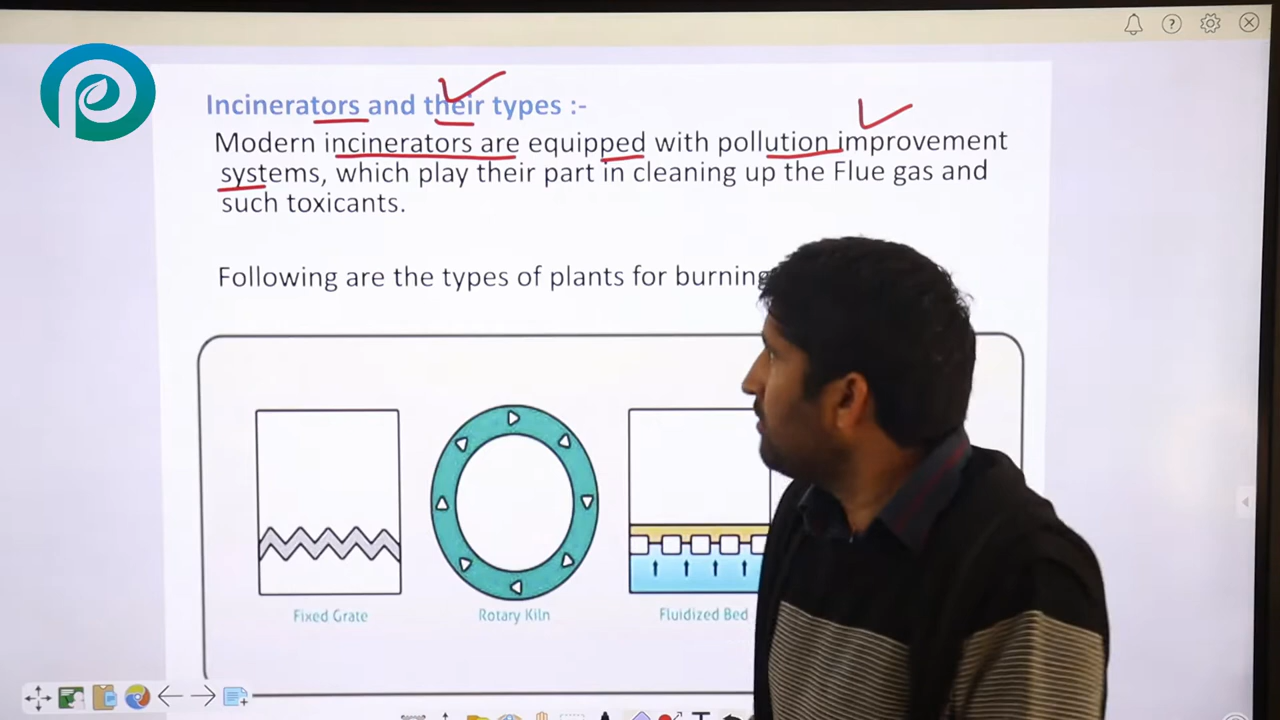 Incinerators and their types :-
Modern incinerators are equipped with pollution improvement
systems, which play their part in cleaning up the Flue gas and
such toxicants.
Following are the types of plants for burning
Fixed Grate
Rotary Kiln
Fluidized Bed